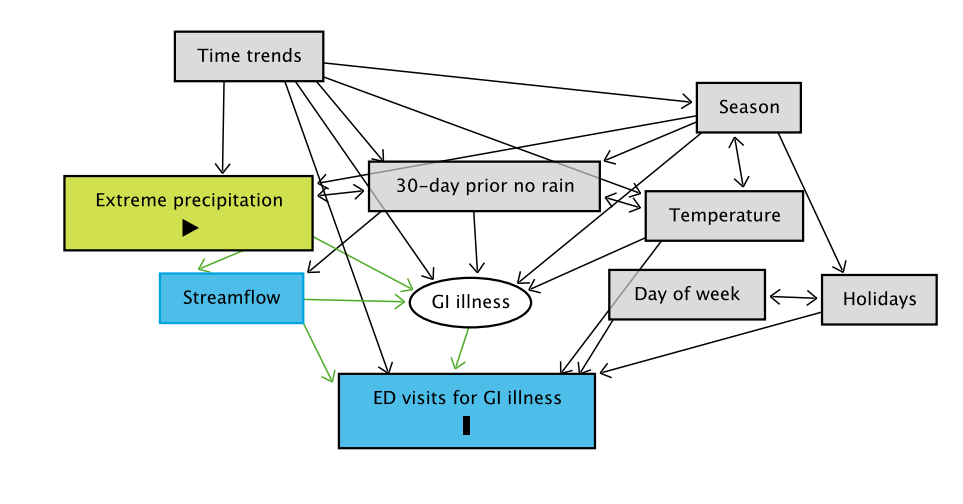 Time trends
Season
30-day prior no rain
Extreme precipitation
Temperature
Streamflow
GI illness
Day of week
Holidays
ED visits for GI illness